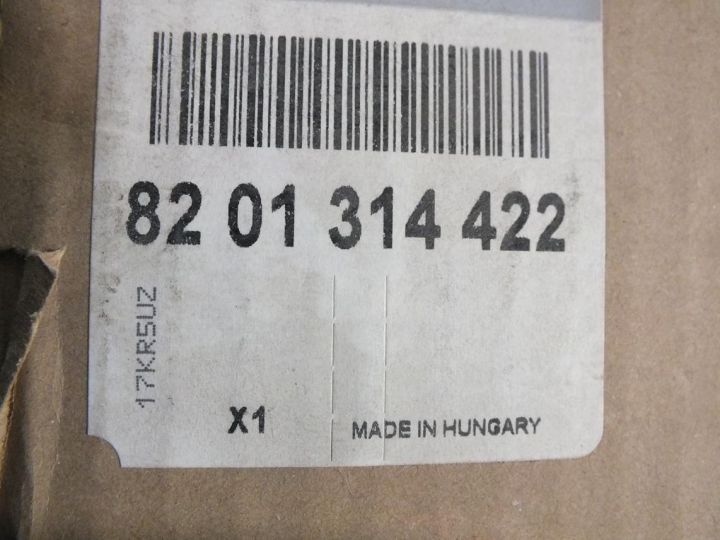 82 01 314 422
17KR5UZ
X1
MADE IN HUNGARY